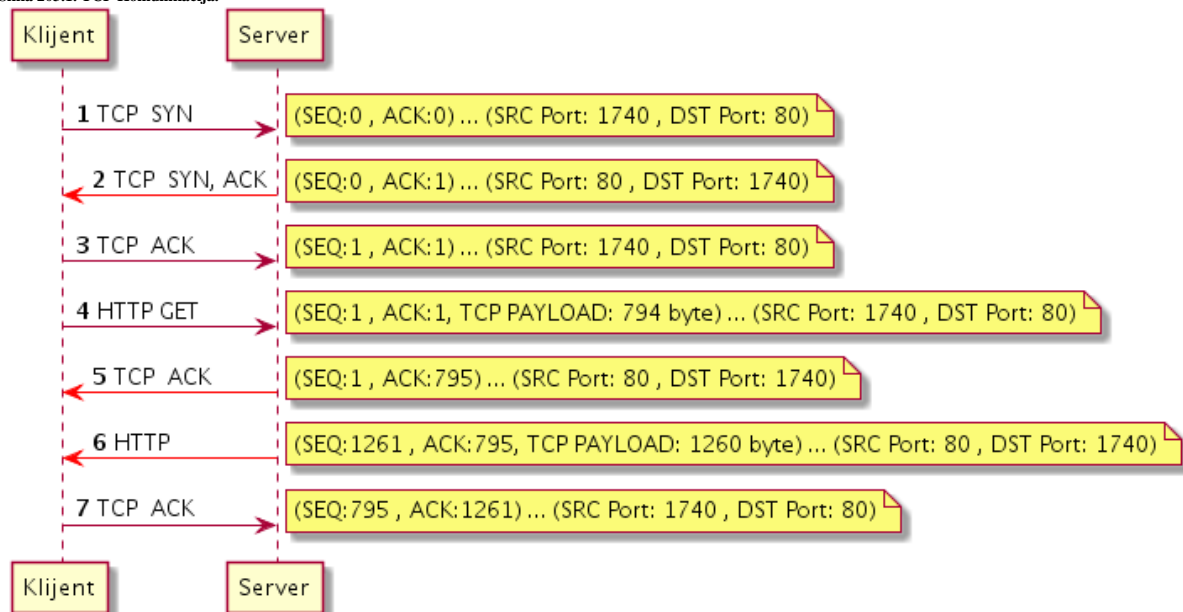 TCP Komunikacija.
Klijent Server
1 TCP SYN (SEQ:0 , ACK:0) ... (SRC Port: 1740 , DST Port: 80)
2 TCP SYN, ACK (SEQ:0 , ACK:1) ... (SRC Port: 80 , DST Port: 1740)
3 TCP ACK (SEQ:1 , ACK:1) ... (SRC Port: 1740 , DST Port: 80)
4 HTTP GET (SEQ:1 , ACK:1, TCP PAYLOAD: 794 byte) ... (SRC Port: 1740 , DST Port: 80)
5 TCP ACK (SEQ:1 , ACK:795) ... (SRC Port: 80 , DST Port: 1740)
6 HTTP (SEQ:1261 , ACK:795, TCP PAYLOAD: 1260 byte) ... (SRC Port: 80 , DST Port: 1740)
7 TCP ACK (SEQ:795 , ACK:1261) ... (SRC Port: 1740 , DST Port: 80)
Klijent Server